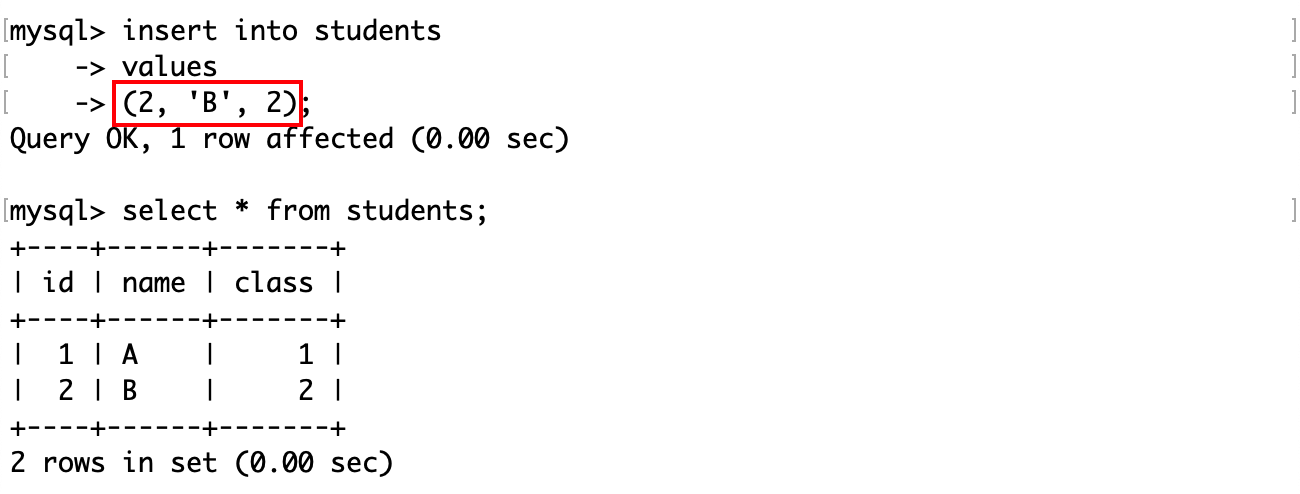 mysql> insert into students
    -> values
    -> (2, 'B', 2);
Query OK, 1 row affected (0.00 sec)
mysql> select * from students;
+----+------+-------+
| id | name | class |
+----+------+-------+
|  1 | A    |     1 |
|  2 | B    |     2 |
+----+------+-------+
2 rows in set (0.00 sec)